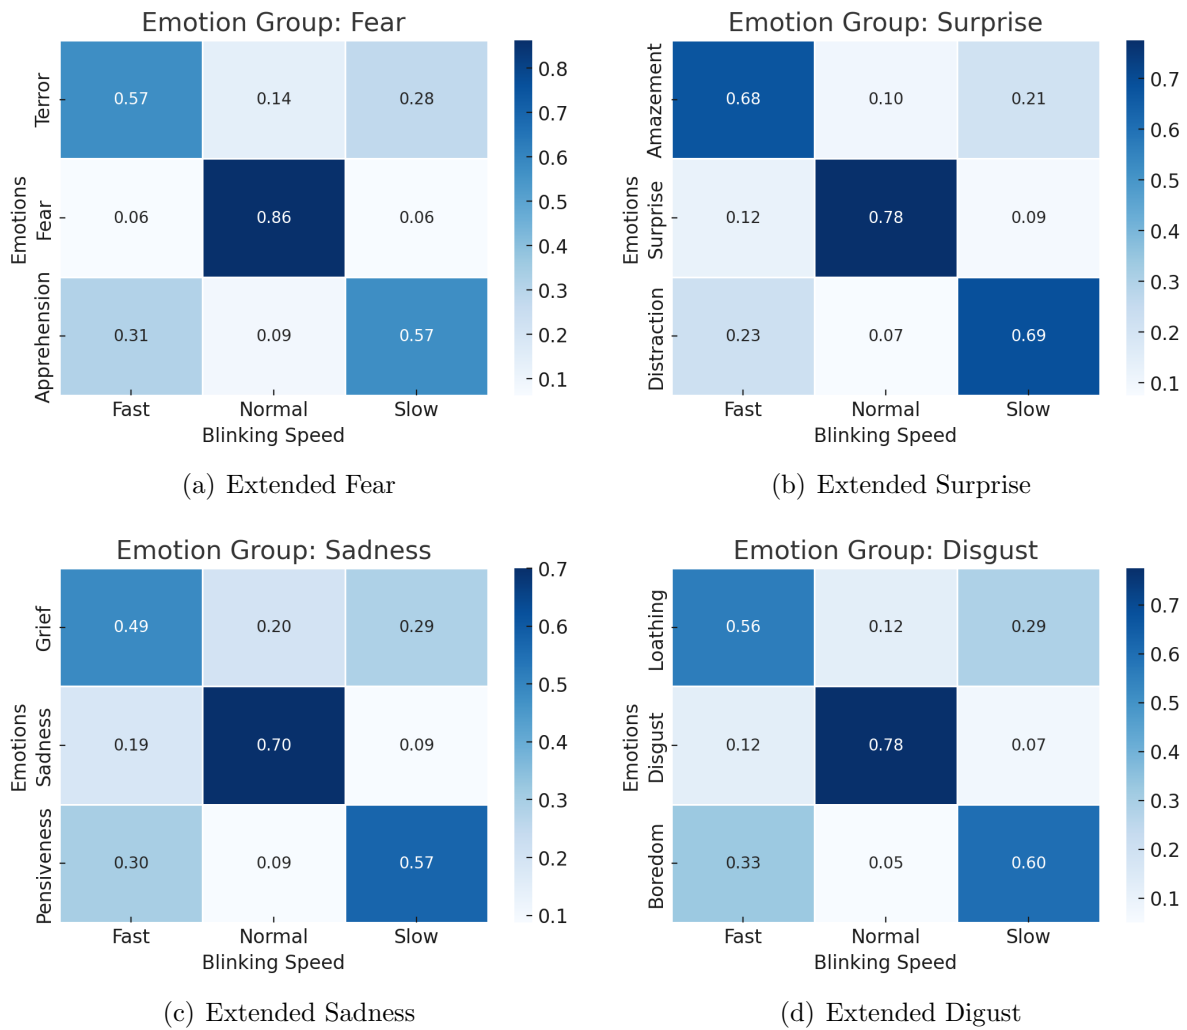 Emotion Group: Fear
Emotions
Terror
Fear
Apprehension
0.57 0.14 0.28
0.06 0.86 0.06
0.31 0.09 0.57
Fast Normal Slow
Blinking Speed
0.8
0.7
0.6
0.5
0.4
0.3
0.2
0.1
(a) Extended Fear
Emotion Group: Surprise
Emotions
Amazement
Surprise
Distraction
0.68 0.10 0.21
0.12 0.78 0.09
0.23 0.07 0.69
Fast Normal Slow
Blinking Speed
0.7
0.6
0.5
0.4
0.3
0.2
0.1
(b) Extended Surprise
Emotion Group: Sadness
Emotions
Grief
Sadness
Pensiveness
0.49 0.20 0.29
0.19 0.70 0.09
0.30 0.09 0.57
Fast Normal Slow
Blinking Speed
0.7
0.6
0.5
0.4
0.3
0.2
0.1
(c) Extended Sadness
Emotion Group: Disgust
Emotions
Loathing
Disgust
Boredom
0.56 0.12 0.29
0.12 0.78 0.07
0.33 0.05 0.60
Fast Normal Slow
Blinking Speed
0.7
0.6
0.5
0.4
0.3
0.2
0.1
(d) Extended Digust